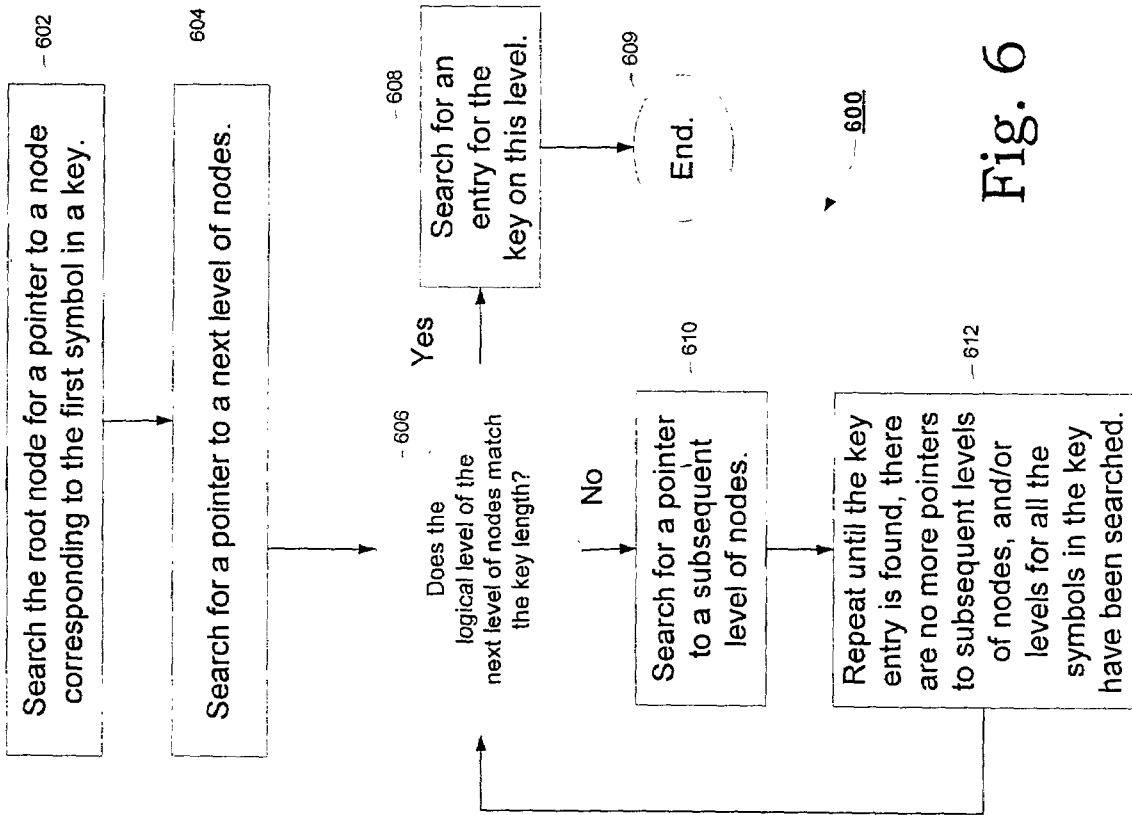 Search the root node for a pointer to a node
corresponding to the first symbol in a key.
602
Search for a pointer to a next level of nodes.
604
Does the
logical level of the
next level of nodes match
the key length?
606
Yes
Search for an
entry for the
key on this level.
608
End.
609
No
Search for a pointer
to a subsequent
level of nodes.
610
Repeat until the key
entry is found, there
are no more pointers
to subsequent levels
of nodes, and/or
levels for all the
symbols in the key
have been searched.
612
600
Fig. 6